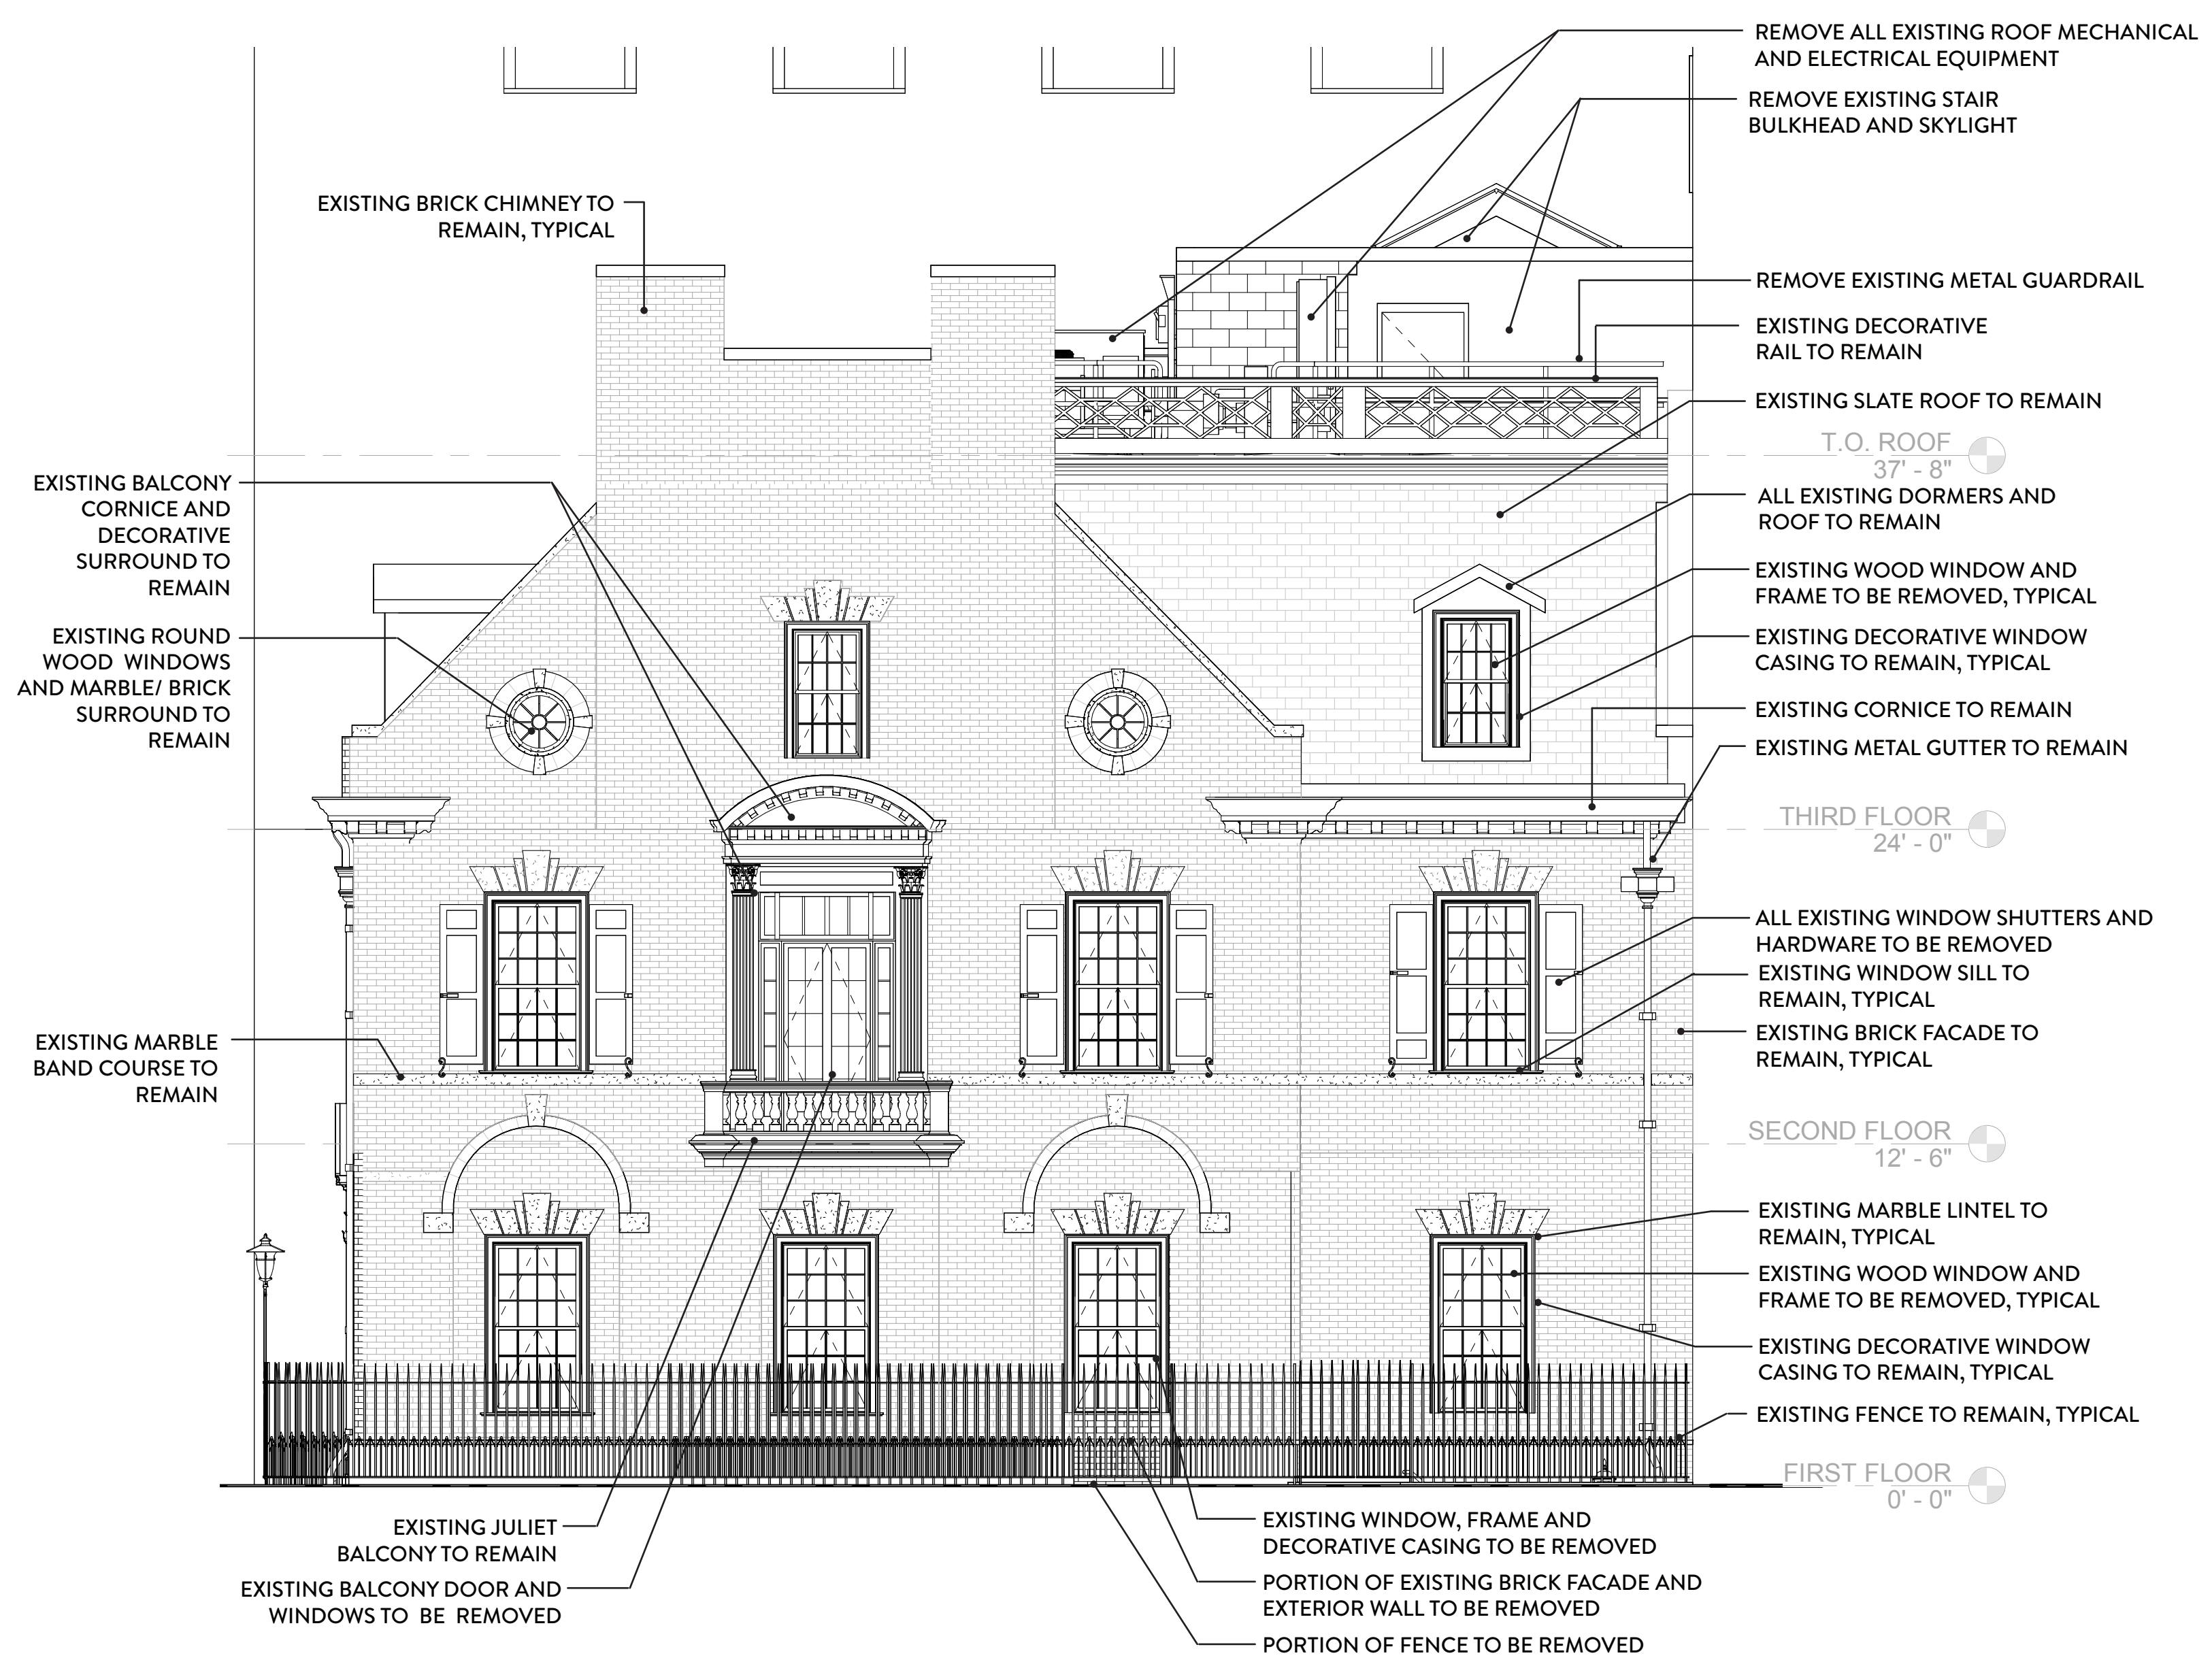 REMOVE ALL EXISTING ROOF MECHANICAL
AND ELECTRICAL EQUIPMENT
REMOVE EXISTING STAIR
BULKHEAD AND SKYLIGHT
EXISTING BRICK CHIMNEY TO
REMAIN, TYPICAL
REMOVE EXISTING METAL GUARDRAIL
EXISTING DECORATIVE
RAIL TO REMAIN
EXISTING SLATE ROOF TO REMAIN
T.O. ROOF
37' - 8"
EXISTING BALCONY
CORNICE AND
DECORATIVE
SURROUND TO
REMAIN
ALL EXISTING DORMERS AND
ROOF TO REMAIN
EXISTING WOOD WINDOW AND
FRAME TO BE REMOVED, TYPICAL
EXISTING ROUND
WOOD  WINDOWS
AND MARBLE/ BRICK
SURROUND TO
REMAIN
EXISTING DECORATIVE WINDOW
CASING TO REMAIN, TYPICAL
EXISTING CORNICE TO REMAIN
EXISTING METAL GUTTER TO REMAIN
THIRD FLOOR
24' - 0"
ALL EXISTING WINDOW SHUTTERS AND
HARDWARE TO BE REMOVED
EXISTING WINDOW SILL TO
REMAIN, TYPICAL
EXISTING BRICK FACADE TO
REMAIN, TYPICAL
EXISTING MARBLE
BAND COURSE TO
REMAIN
SECOND FLOOR
12' - 6"
EXISTING MARBLE LINTEL TO
REMAIN, TYPICAL
EXISTING WOOD WINDOW AND
FRAME TO BE REMOVED, TYPICAL
EXISTING DECORATIVE WINDOW
CASING TO REMAIN, TYPICAL
EXISTING FENCE TO REMAIN, TYPICAL
FIRST FLOOR
0' - 0"
EXISTING JULIET
BALCONY TO REMAIN
EXISTING BALCONY DOOR AND
WINDOWS TO  BE  REMOVED
EXISTING WINDOW, FRAME AND
DECORATIVE CASING TO BE REMOVED
PORTION OF EXISTING BRICK FACADE AND
EXTERIOR WALL TO BE REMOVED
PORTION OF FENCE TO BE REMOVED